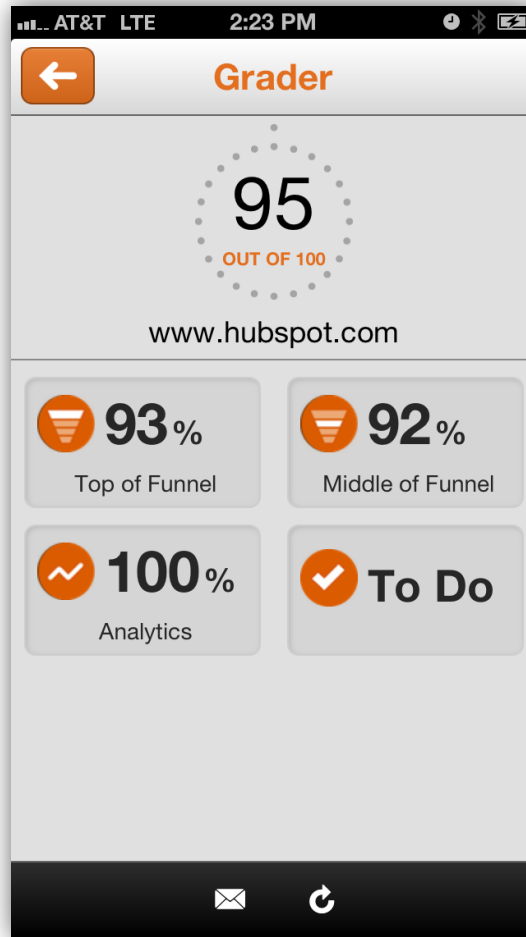 AT&T LTE 2:23 PM
Grader
95
OUT OF 100
www.hubspot.com
93% 92%
Top of Funnel Middle of Funnel
100% To Do
Analytics